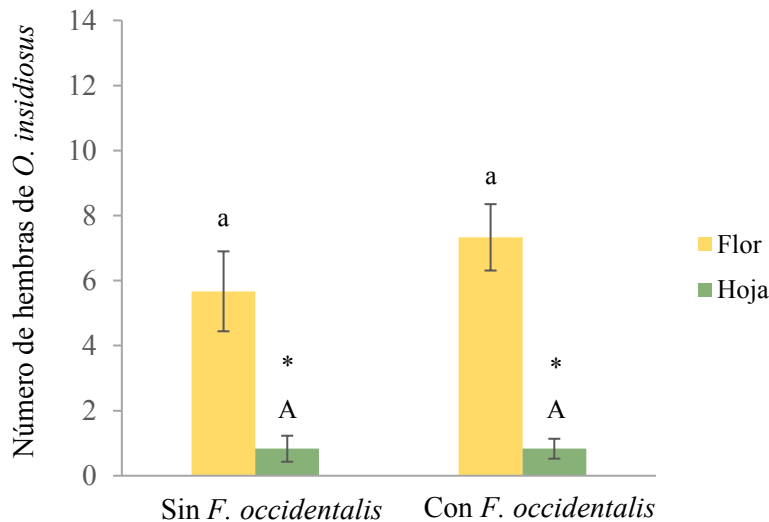 Número de hembras de O. insidiosus
14
12
10
8
6
4
2
0
a
*
A
a
*
A
Sin F. occidentalis
Con F. occidentalis
Flor
Hoja